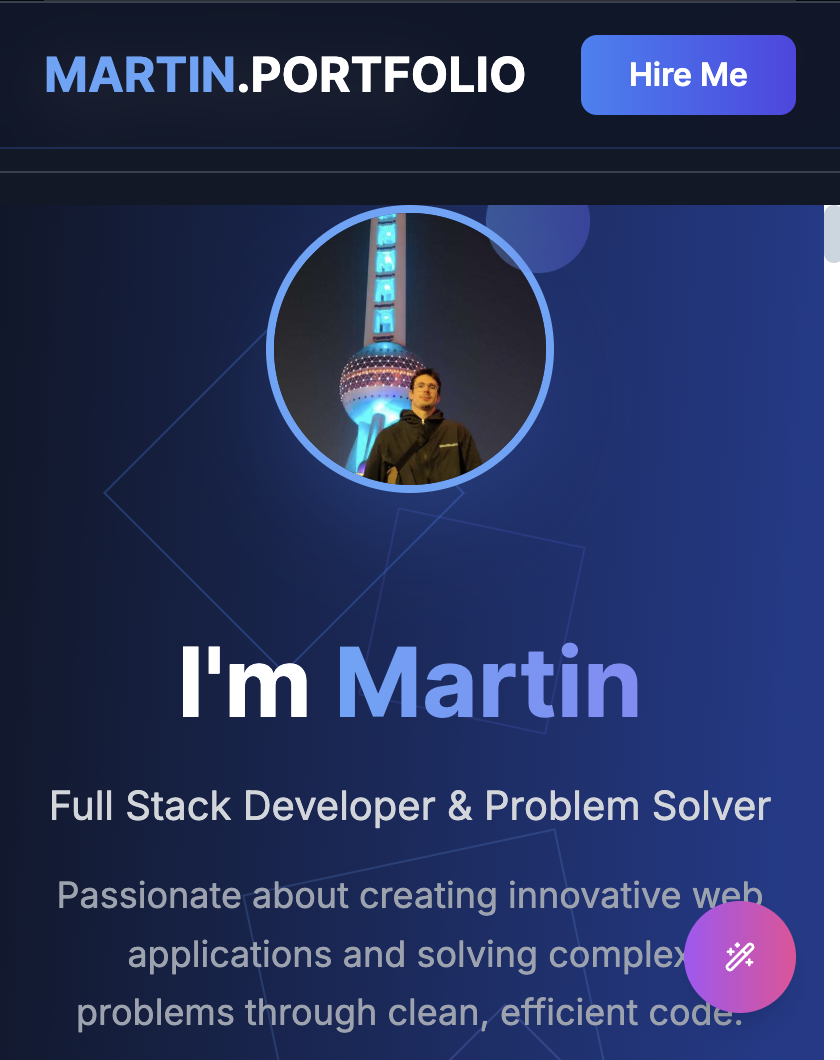 MARTIN.PORTFOLIO
Hire Me
I'm Martin
Full Stack Developer & Problem Solver
Passionate about creating innovative web
applications and solving complex
problems through clean, efficient code.